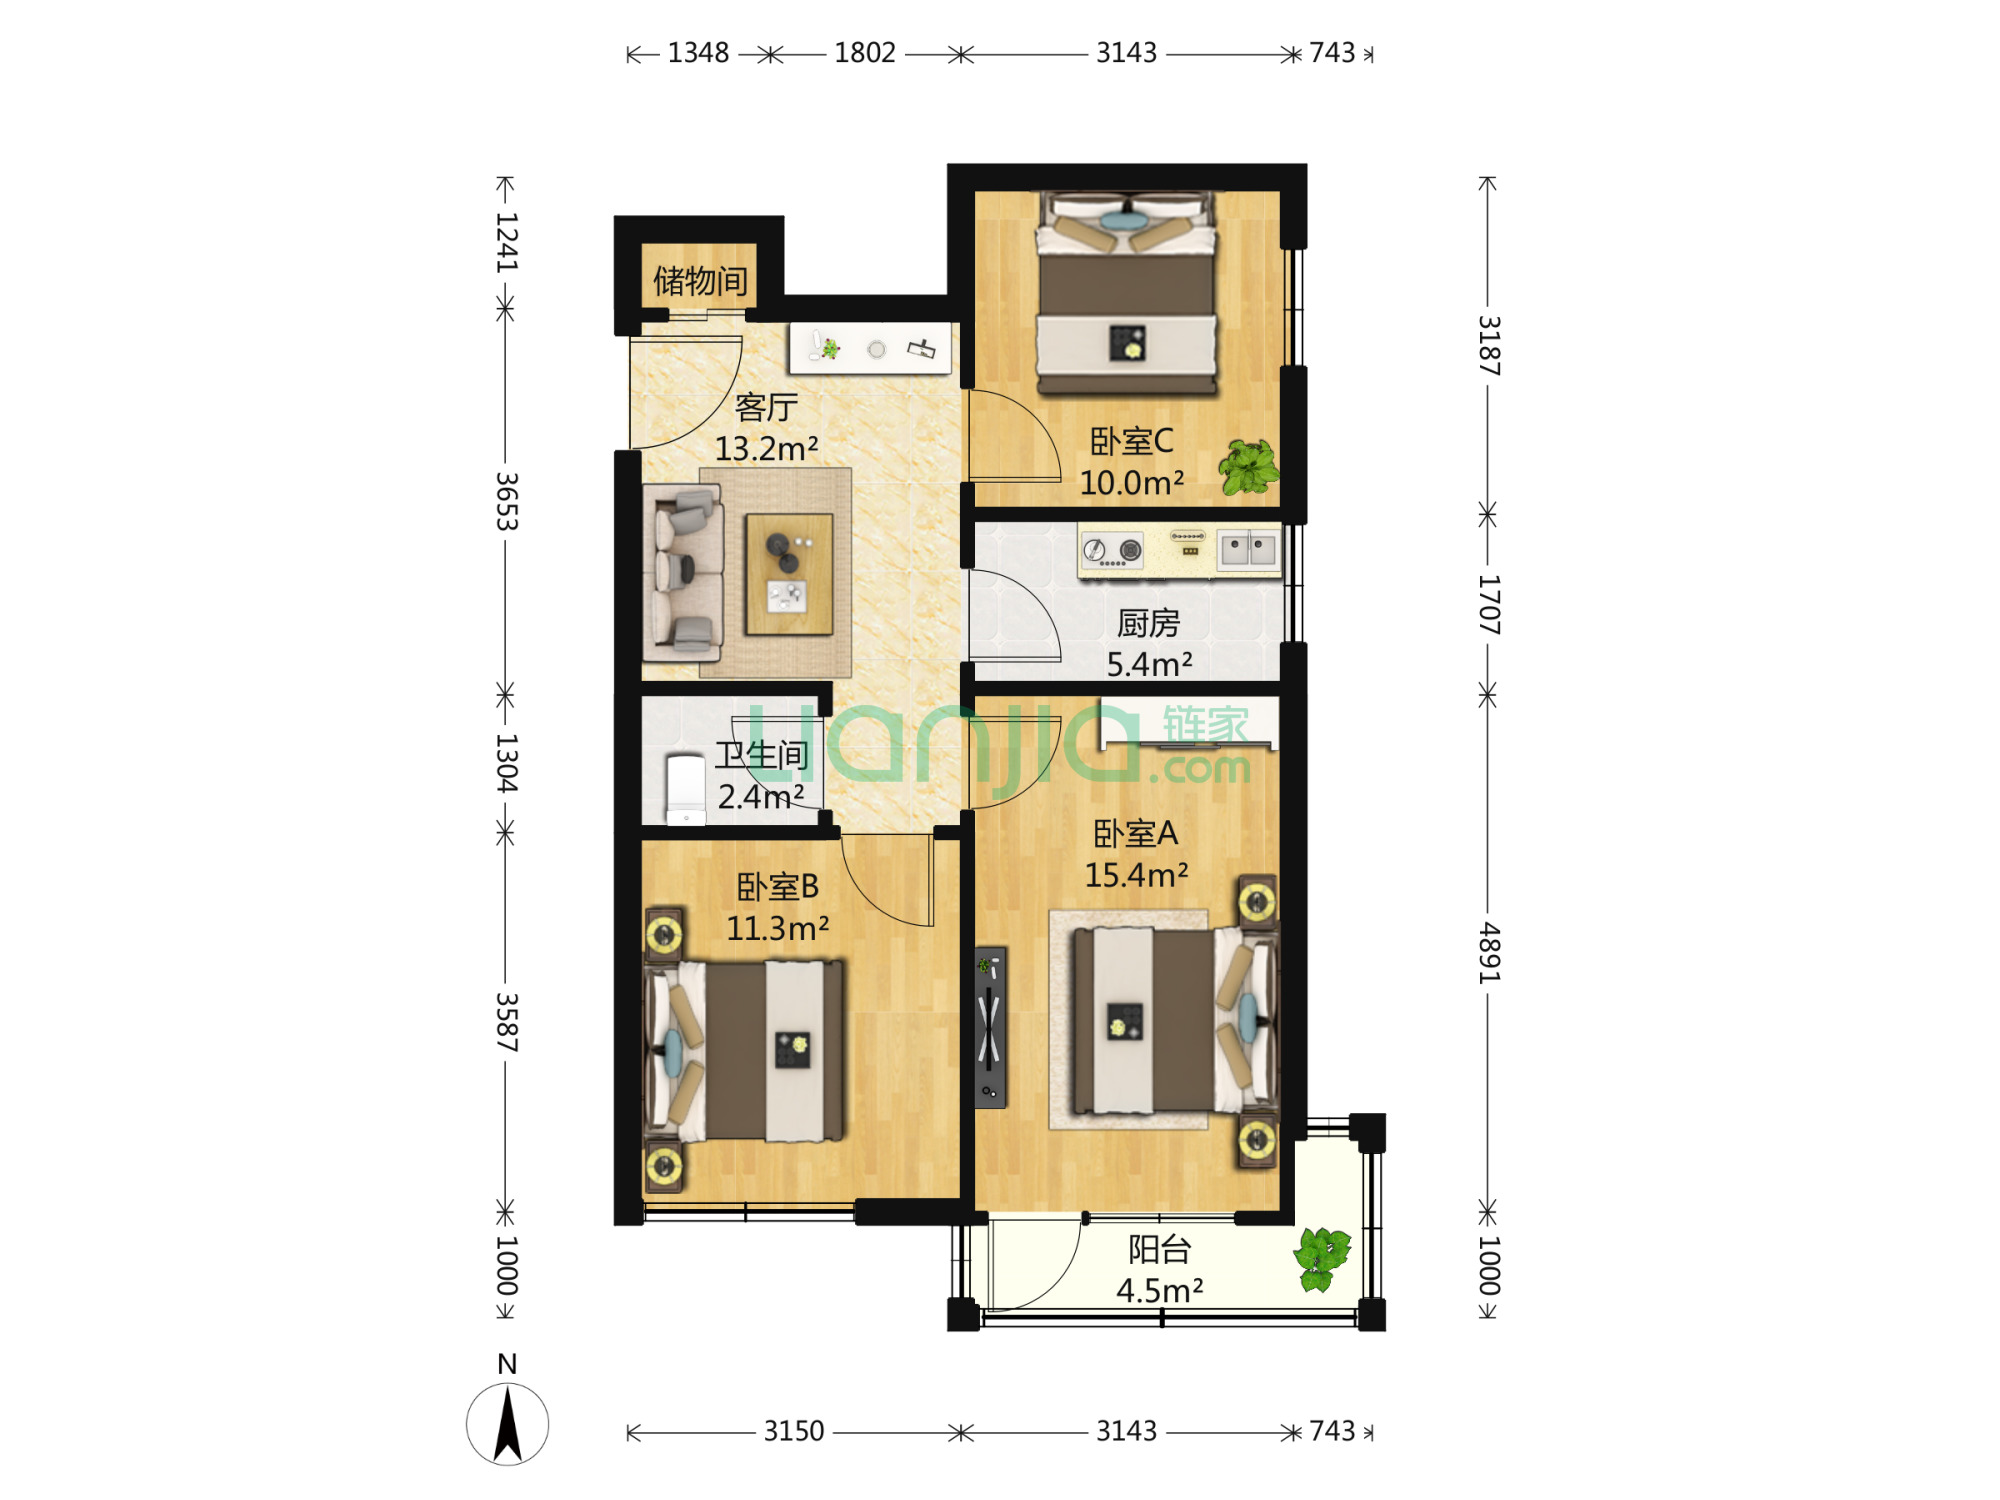 1348 1802 3143 743
1241
3653
1304
3587
1000
3187
1707
4891
1000
储物间
客厅
13.2m²
卧室C
10.0m²
厨房
5.4m²
卫生间
2.4m²
Lianjia 链家
.com
卧室A
15.4m²
卧室B
11.3m²
阳台
4.5m²
N
3150 3143 743